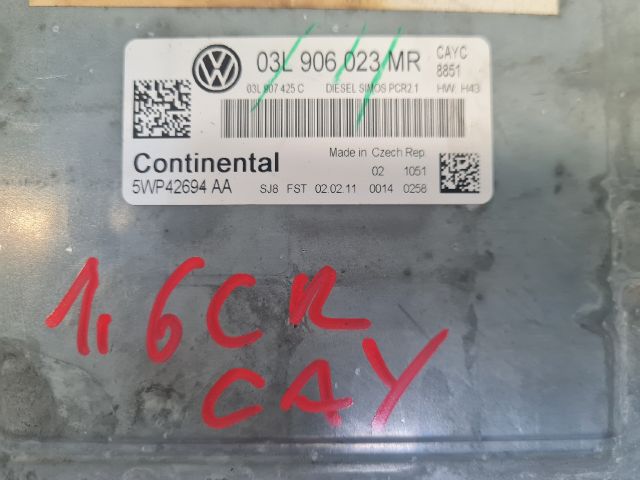 03L 906 023 MR CAYC
8851
03L 907 425 C DIESEL SIMOS PCR2.1 HW: H43
Continental Made in Czech Rep.
02 1051
5WP42694 AA SJ8 FST 02.02.11 0014 0258
1,6CR
CAY